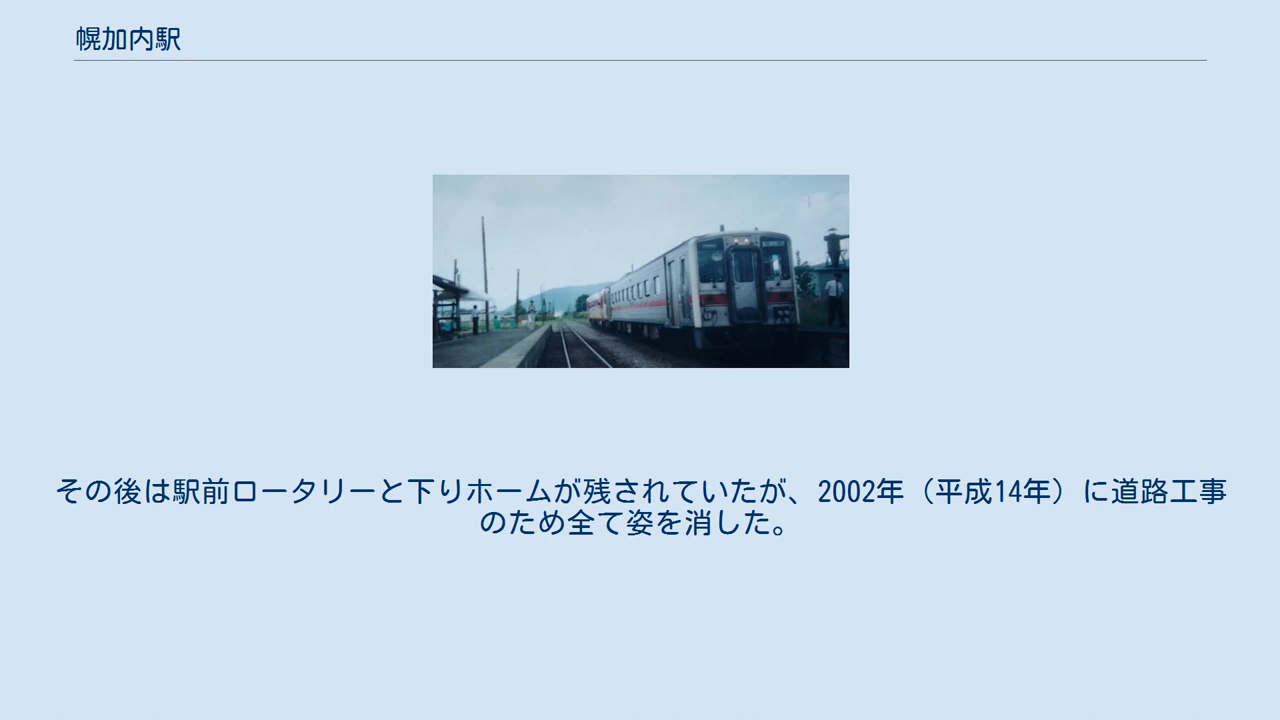 幌加内駅
その後は駅前ロータリーと下りホームが残されていたが、2002年（平成14年）に道路工事
のため全て姿を消した。